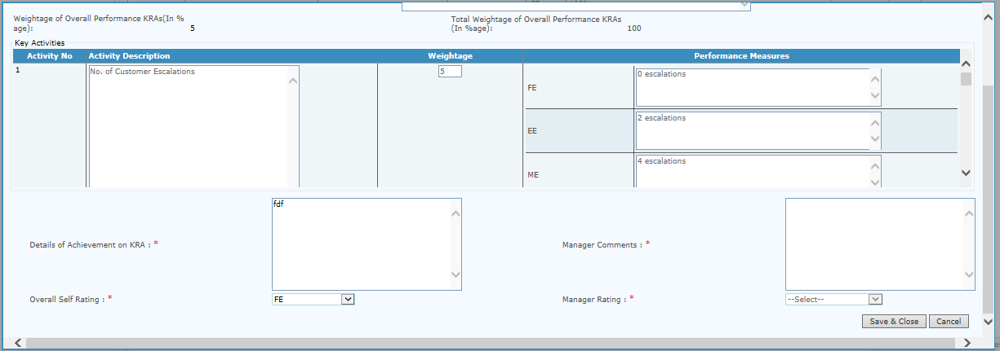 Weightage of Overall Performance KRAs(In %
age): 5
Total Weightage of Overall Performance KRAs
(In %age): 100
Key Activities
Activity No Activity Description Weightage Performance Measures
1 No. of Customer Escalations 5
FE 0 escalations
EE 2 escalations
ME 4 escalations
fdf
Details of Achievement on KRA : *
Manager Comments : *
Overall Self Rating : * FE
Manager Rating : * --Select--
Save & Close Cancel